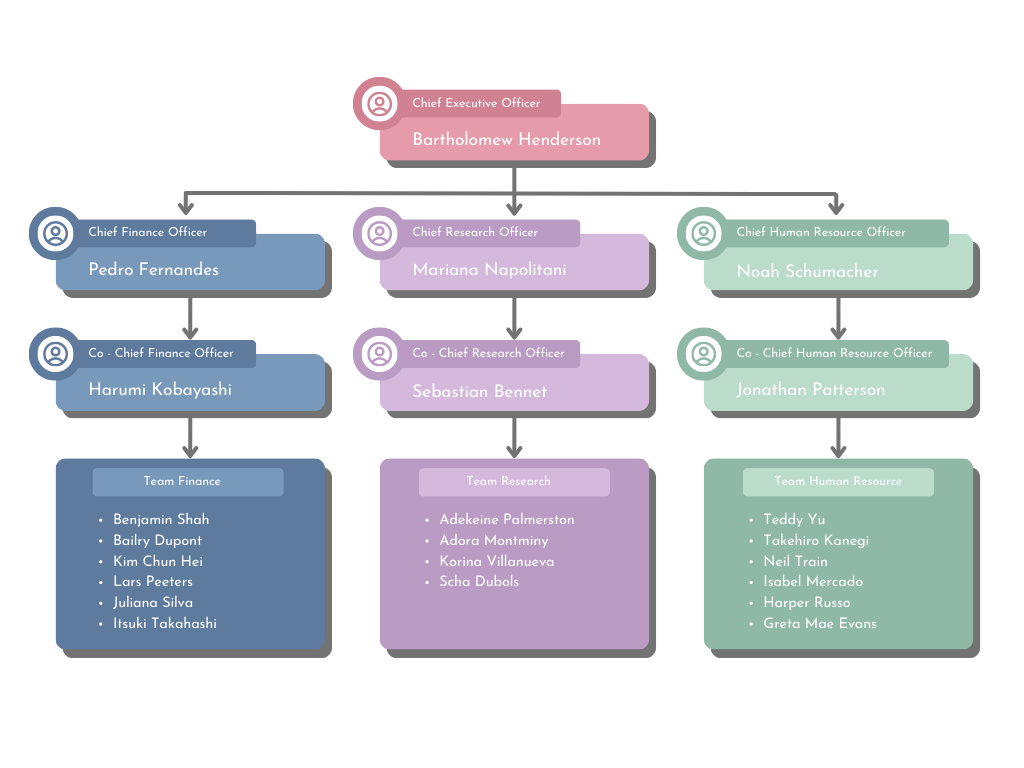 Chief Executive Officer
Bartholomew Henderson
Chief Finance Officer
Pedro Fernandes
Chief Research Officer
Mariana Napolitani
Chief Human Resource Officer
Noah Schumacher
Co - Chief Finance Officer
Harumi Kobayashi
Co - Chief Research Officer
Sebastian Bennet
Co - Chief Human Resource Officer
Jonathan Patterson
Team Finance
• Benjamin Shah
• Bailry Dupont
• Kim Chun Hei
• Lars Peeters
• Juliana Silva
• Itsuki Takahashi
Team Research
• Adekeine Palmerston
• Adora Montminy
• Korina Villanueva
• Scha Dubols
Team Human Resource
• Teddy Yu
• Takehiro Kanegi
• Neil Train
• Isabel Mercado
• Harper Russo
• Greta Mae Evans